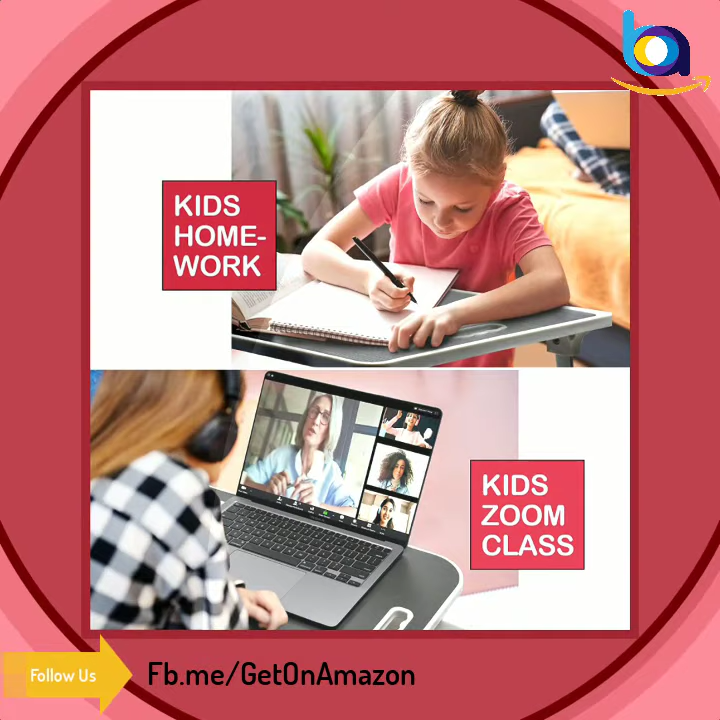 KIDS
HOME-
WORK
KIDS
ZOOM
CLASS
Follow Us
Fb.me/GetOnAmazon